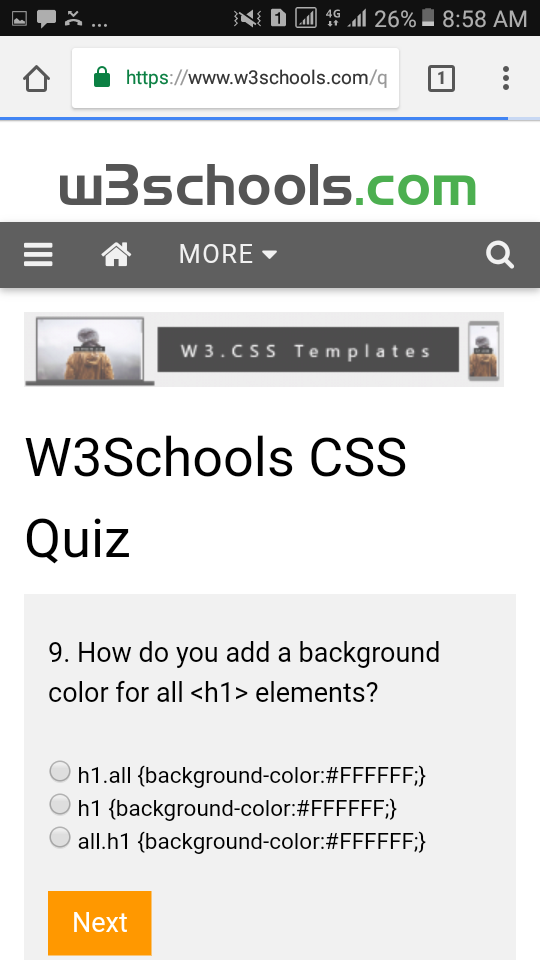 ... 1 4G 26% 8:58 AM
https://www.w3schools.com/q 1
w3schools.com
MORE
W3.CSS Templates
W3Schools CSS
Quiz
9. How do you add a background
color for all <h1> elements?
h1.all {background-color:#FFFFFF;}
h1 {background-color:#FFFFFF;}
all.h1 {background-color:#FFFFFF;}
Next